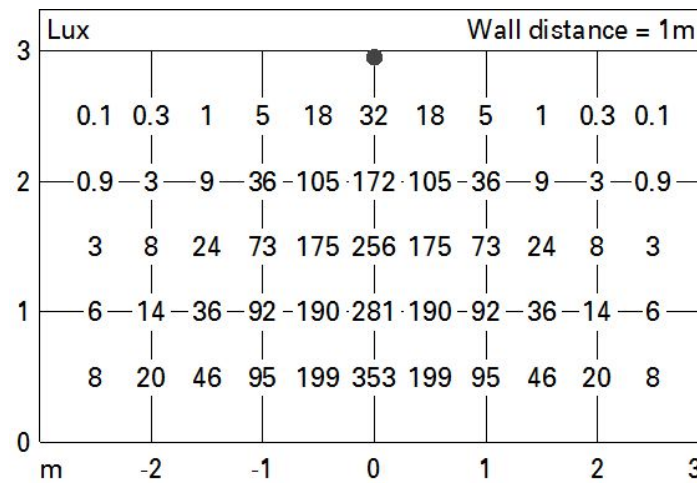 Lux Wall distance = 1m
3
0.1 0.3 1 5 18 32 18 5 1 0.3 0.1
2 0.9 3 9 36 105 172 105 36 9 3 0.9
3 8 24 73 175 256 175 73 24 8 3
1 6 14 36 92 190 281 190 92 36 14 6
8 20 46 95 199 353 199 95 46 20 8
0
m -2 -1 0 1 2 3